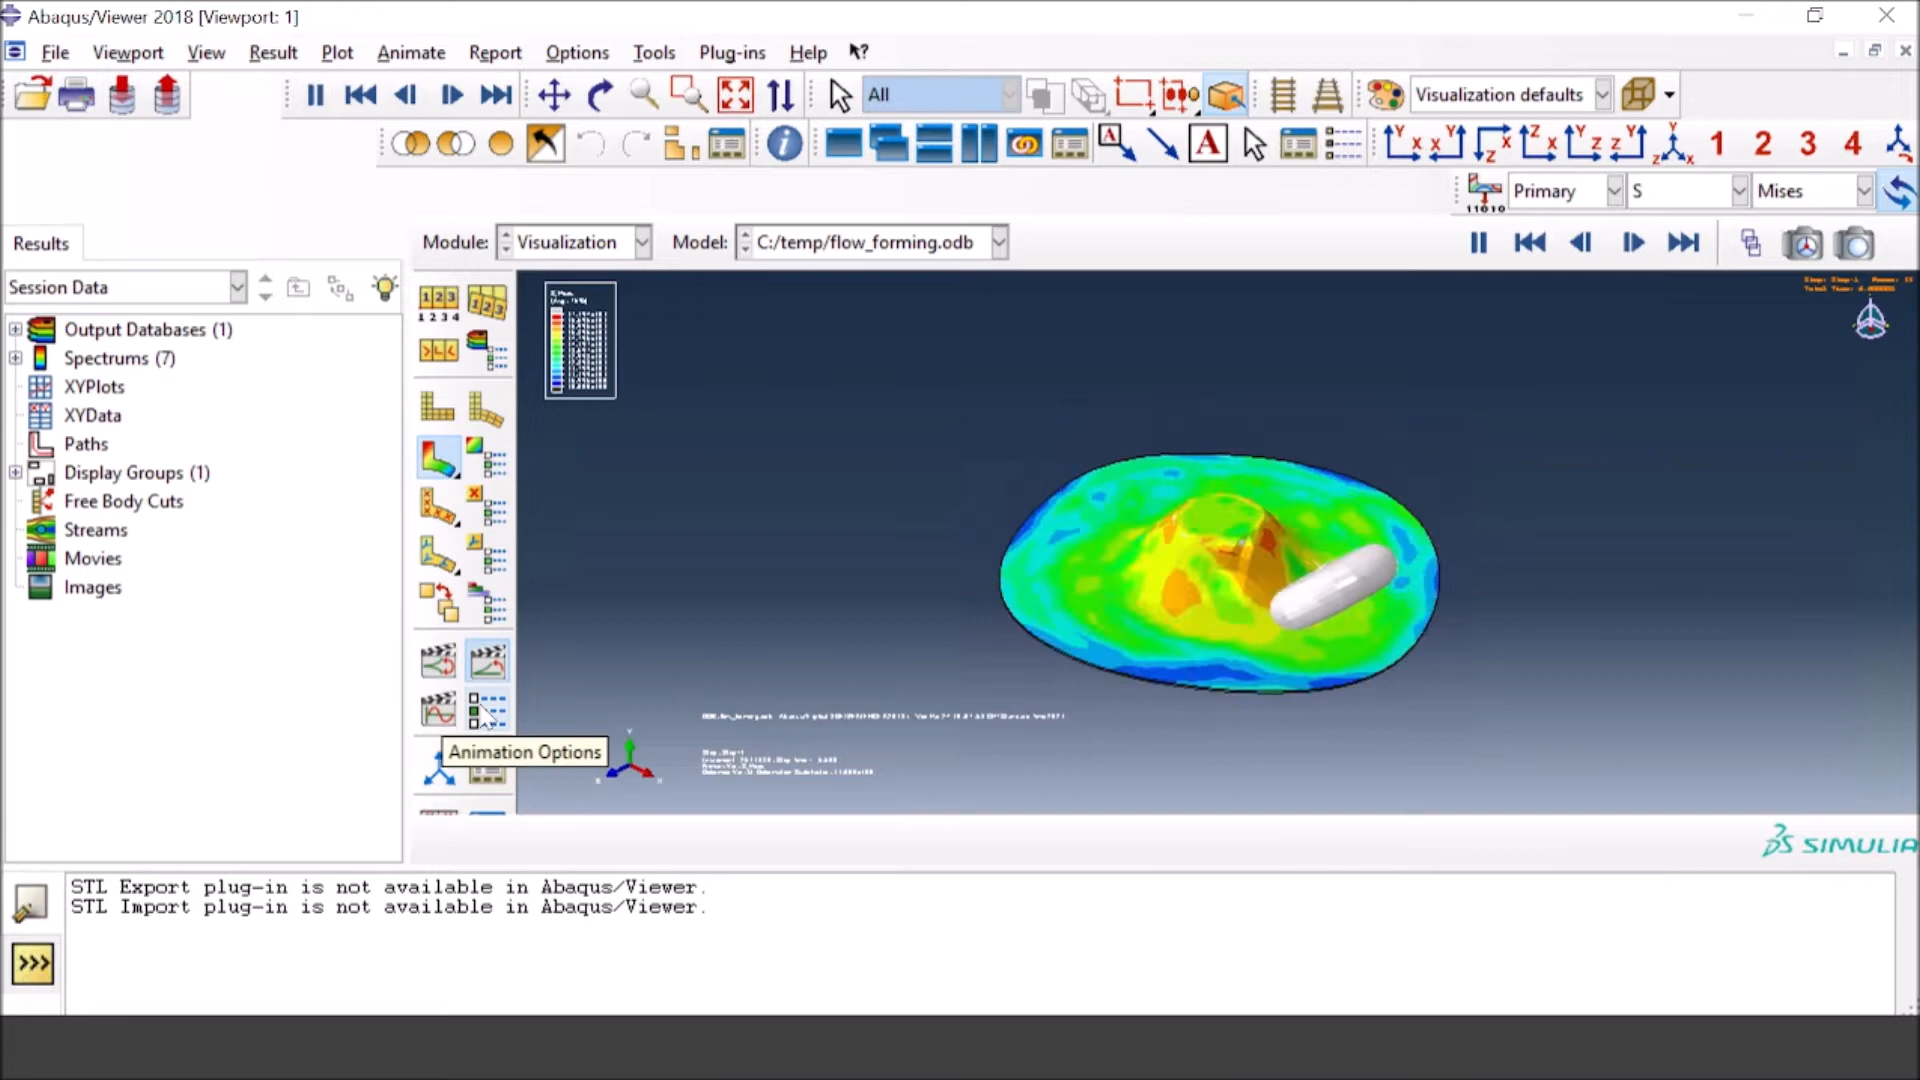 Abaqus/Viewer 2018 [Viewport: 1]
File Viewport View Result Plot Animate Report Options Tools Plug-ins Help
All
Visualization defaults
1 2 3 4
Primary S Mises
Results
Module: Visualization Model: C:/temp/flow_forming.odb
Session Data
Output Databases (1)
Spectrums (7)
XYPlots
XYData
Paths
Display Groups (1)
Free Body Cuts
Streams
Movies
Images
Animation Options
SIMULIA
STL Export plug-in is not available in Abaqus/Viewer.
STL Import plug-in is not available in Abaqus/Viewer.
>>>